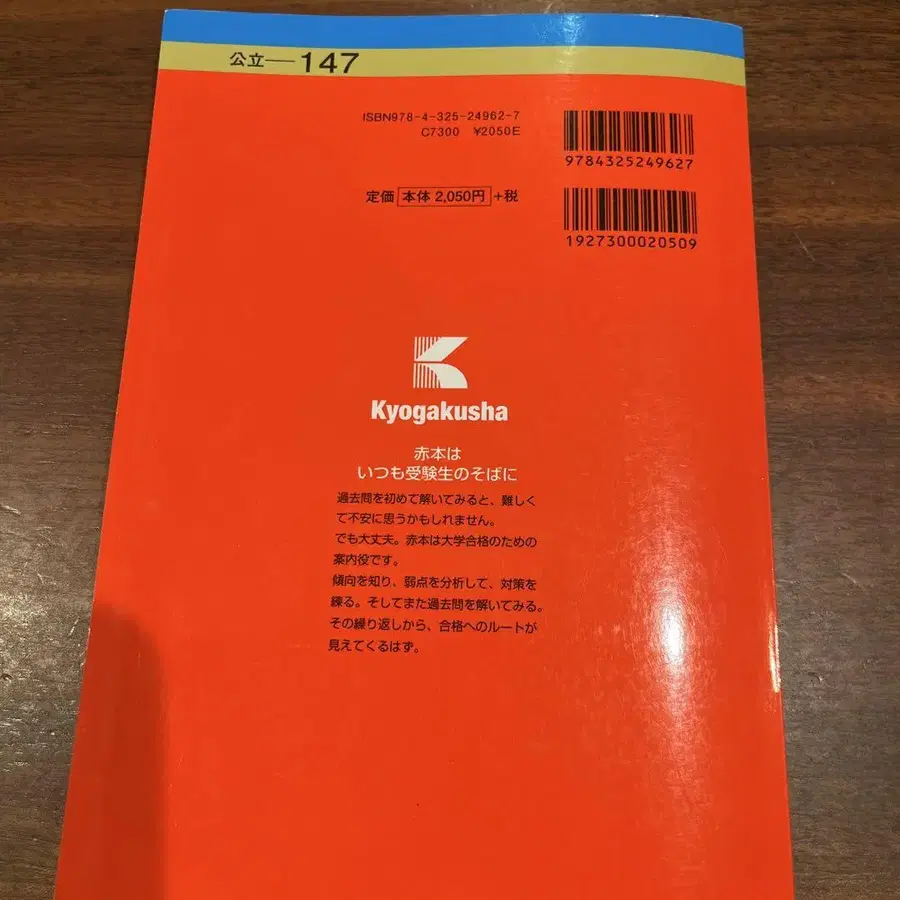 公立—147
ISBN978-4-325-24962-7
C7300 ¥2050E
9784325249627
定価 本体 2,050円 +税
1927300020509
Kyogakusha
赤本は
いつも受験生のそばに
過去問を初めて解いてみると、難しく
て不安に思うかもしれません。
でも大丈夫。赤本は大学合格のための
案内役です。
傾向を知り、弱点を分析して、対策を
練る。そしてまた過去問を解いてみる。
その繰り返しから、合格へのルートが
見えてくるはず。